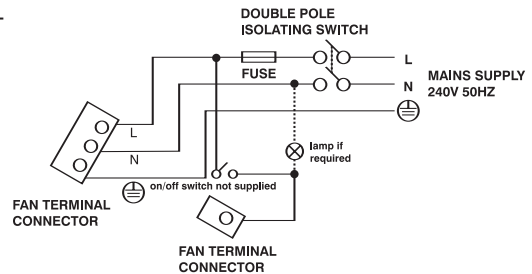 DOUBLE POLE
ISOLATING SWITCH
L
FUSE
N
MAINS SUPPLY
240V 50HZ
L
N
lamp if
required
on/off switch not supplied
FAN TERMINAL
CONNECTOR
FAN TERMINAL
CONNECTOR